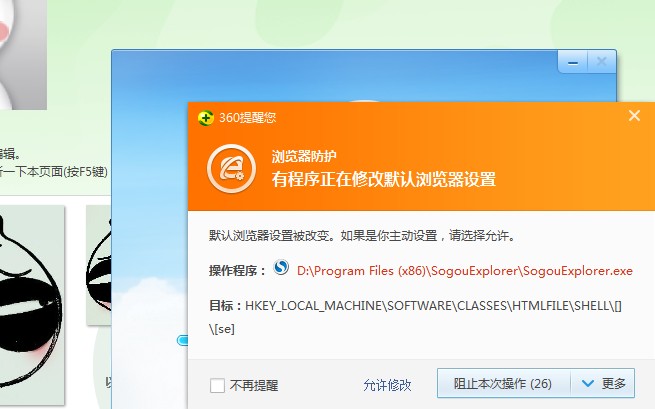 360提醒您
浏览器防护
有程序正在修改默认浏览器设置
辑。
一下本页面(按F5键)
默认浏览器设置被改变。如果是你主动设置，请选择允许。
操作程序： D:\Program Files (x86)\SogouExplorer\SogouExplorer.exe
目标：HKEY_LOCAL_MACHINE\SOFTWARE\CLASSES\HTMLFILE\SHELL\[]
\[se]
不再提醒 允许修改 阻止本次操作 (26) 更多